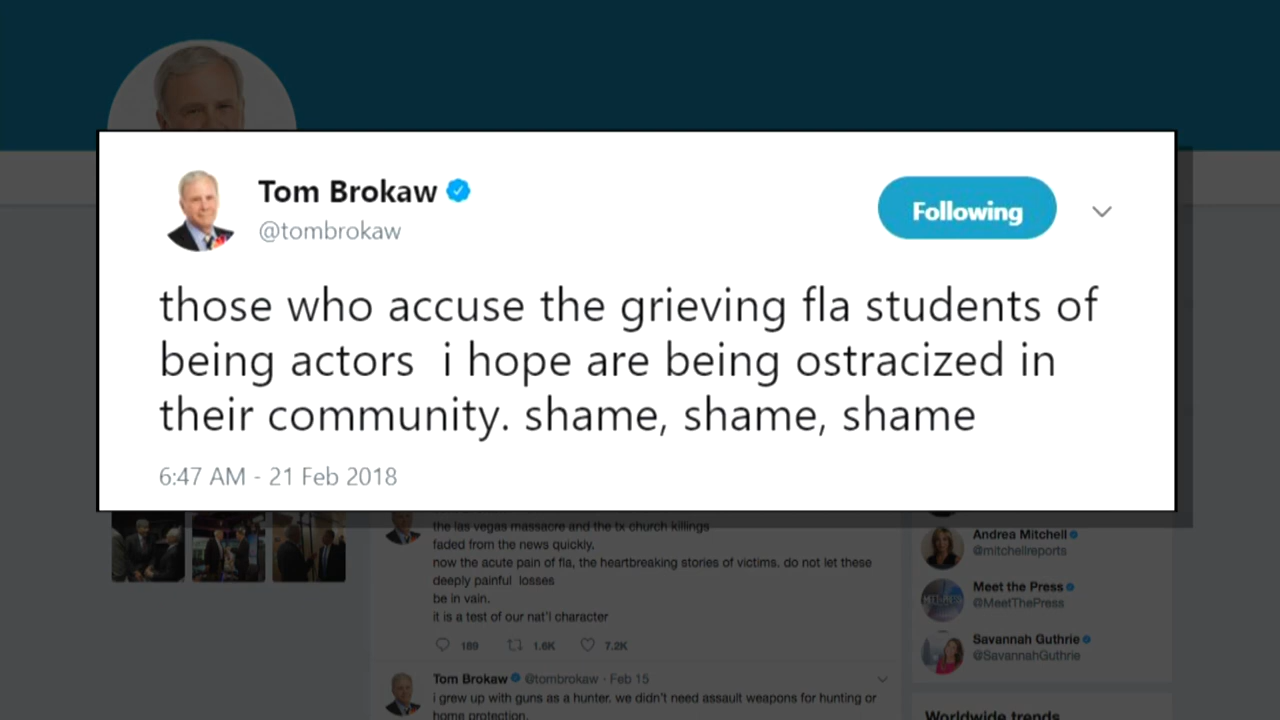 Tom Brokaw
@tombrokaw
Following
those who accuse the grieving fla students of
being actors  i hope are being ostracized in
their community. shame, shame, shame
6:47 AM - 21 Feb 2018
the las vegas massacre and the tx church killings
faded from the news quickly.
now the acute pain of fla, the heartbreaking stories of victims. do not let these
deeply painful  losses
be in vain.
it is a test of our nat'l character
189 1.6K 7.2K
Tom Brokaw @tombrokaw · Feb 15
i grew up with guns as a hunter. we didn't need assault weapons for hunting or
home protection.
Andrea Mitchell
@mitchellreports
Meet the Press
@MeetThePress
Savannah Guthrie
@SavannahGuthrie
Worldwide trends